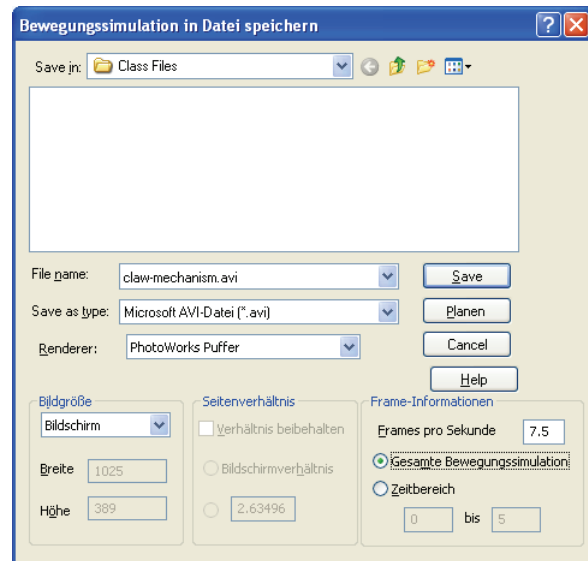 Bewegungssimulation in Datei speichern
Save in: Class Files
File name: claw-mechanism.avi Save
Save as type: Microsoft AVI-Datei (*.avi) Planen
Renderer: PhotoWorks Puffer Cancel
Help
Bildgröße Seitenverhältnis Frame-Informationen
Bildschirm Verhältnis beibehalten Frames pro Sekunde 7.5
Gesamte Bewegungssimulation
Breite 1025 Bildschirmverhältnis Zeitbereich
Höhe 389 2.63496 0 bis 5